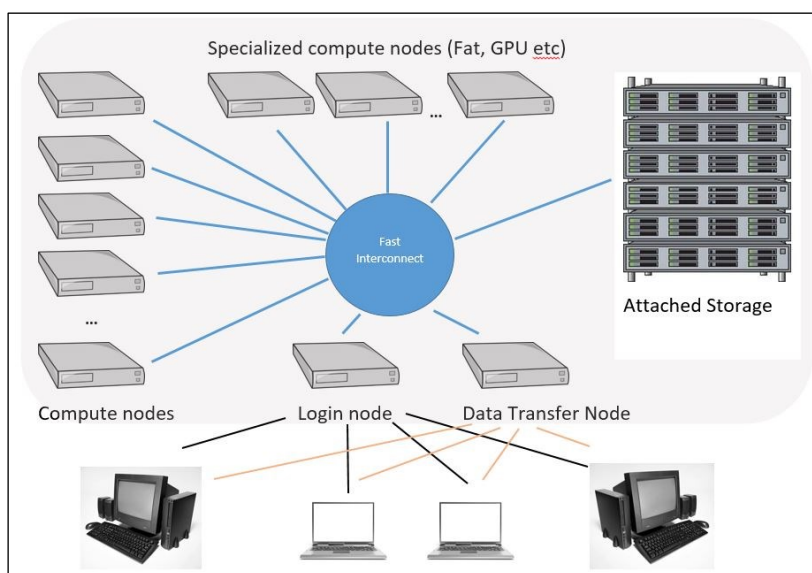 Specialized compute nodes (Fat, GPU etc)
...
Fast
Interconnect
Attached Storage
...
Compute nodes
Login node
Data Transfer Node